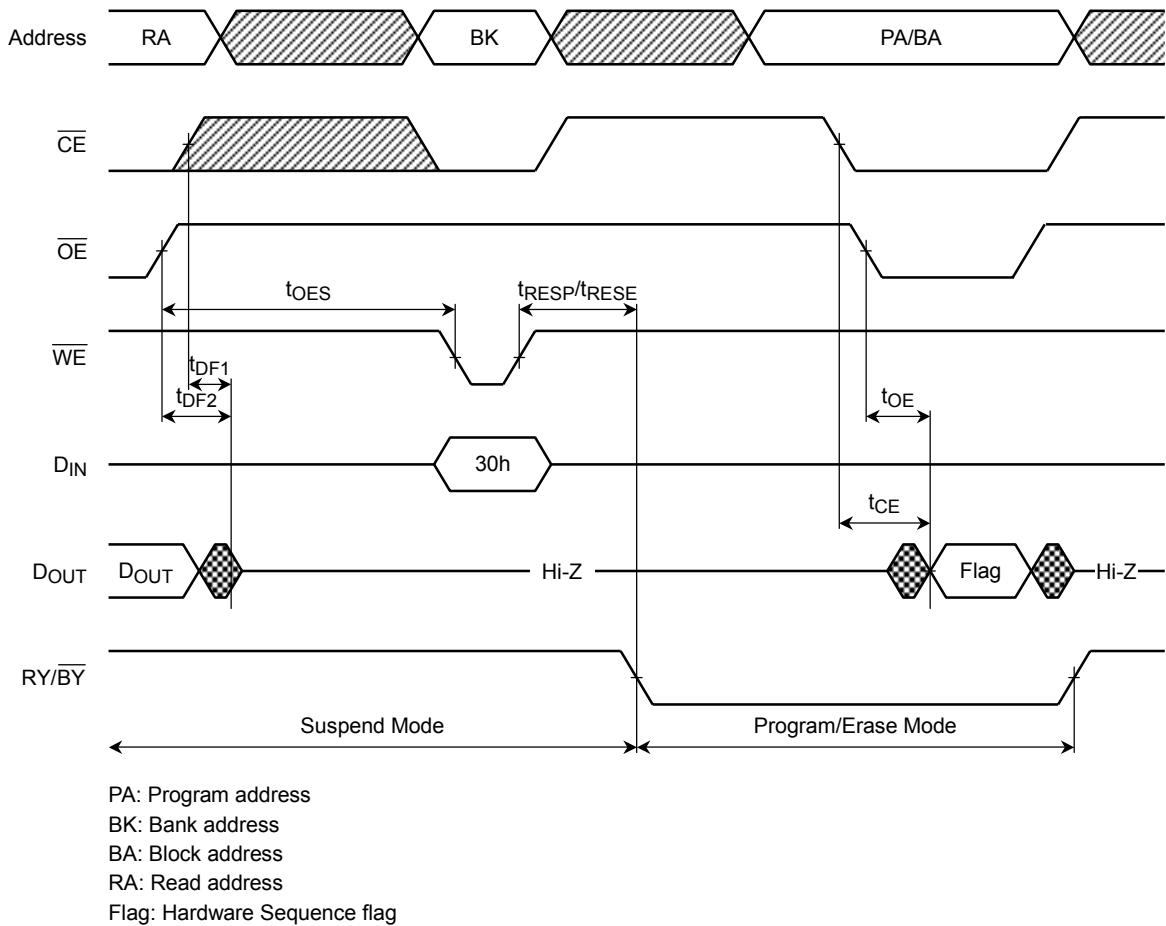 Address RA BK PA/BA
CE
OE
tOES tRESP/tRESE
WE
tDF1
tDF2 tOE
DIN 30h
tCE
DOUT DOUT Hi-Z Flag Hi-Z
RY/BY
Suspend Mode Program/Erase Mode
PA: Program address
BK: Bank address
BA: Block address
RA: Read address
Flag: Hardware Sequence flag